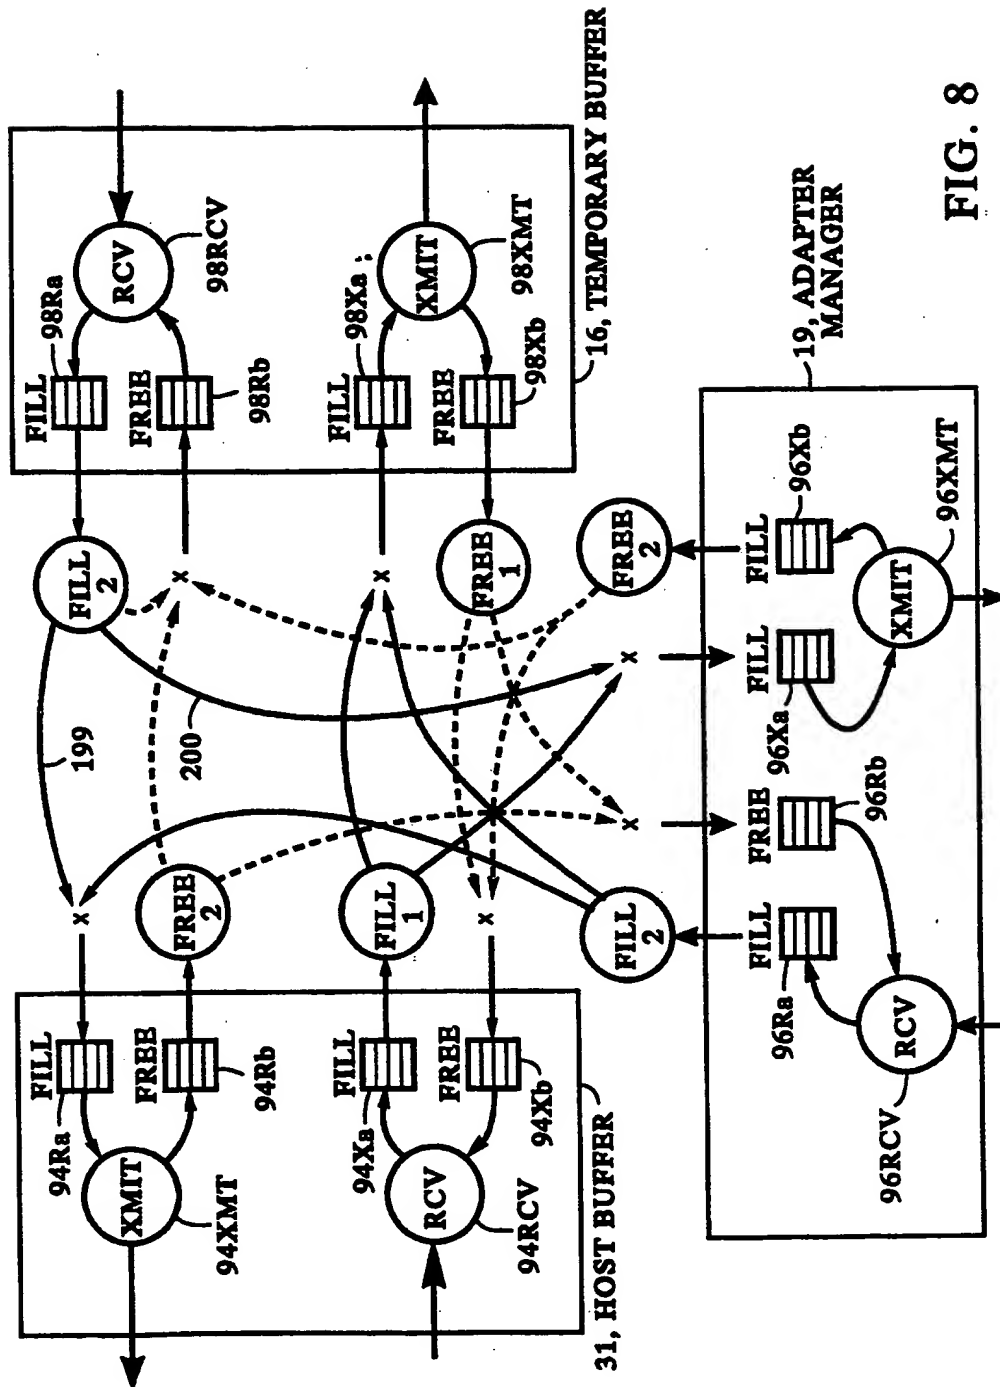 RCV
98RCV
98Ra
FILL
FREE
98Rb
XMIT
98XMT
98Xa
FILL
FREE
98Xb
16, TEMPORARY BUFFER
FILL
2
FREE
1
FREE
2
199
200
FREE
2
FILL
1
FILL
2
x
x
x
x
x
x
FILL
94Ra
FREE
94Rb
XMIT
94XMT
FILL
94Xa
FREE
94Xb
RCV
94RCV
31, HOST BUFFER
19, ADAPTER
MANAGER
FILL
96Xb
FILL
96Xa
XMIT
96XMT
FREE
96Rb
FILL
96Ra
RCV
96RCV
FIG. 8